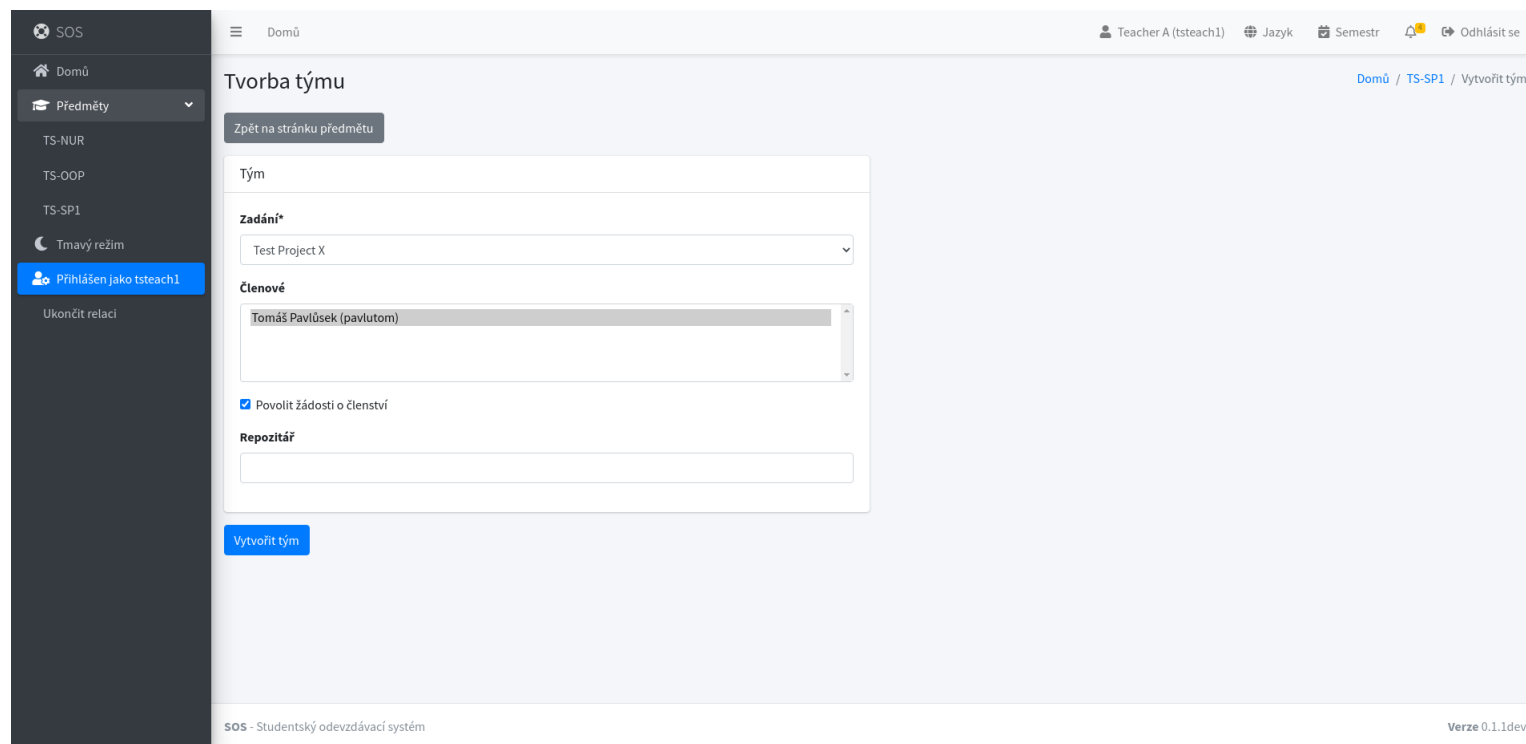 SOS
Domů
Teacher A (tsteach1) Jazyk Semestr 4 Odhlásit se
Domů
Předměty
TS-NUR
TS-OOP
TS-SP1
Tmavý režim
Přihlášen jako tsteach1
Ukončit relaci
Tvorba týmu
Domů / TS-SP1 / Vytvořit tým
Zpět na stránku předmětu
Tým
Zadání*
Test Project X
Členové
Tomáš Pavlůsek (pavlutom)
Povolit žádosti o členství
Repozitář
Vytvořit tým
SOS - Studentský odevzdávací systém
Verze 0.1.1dev